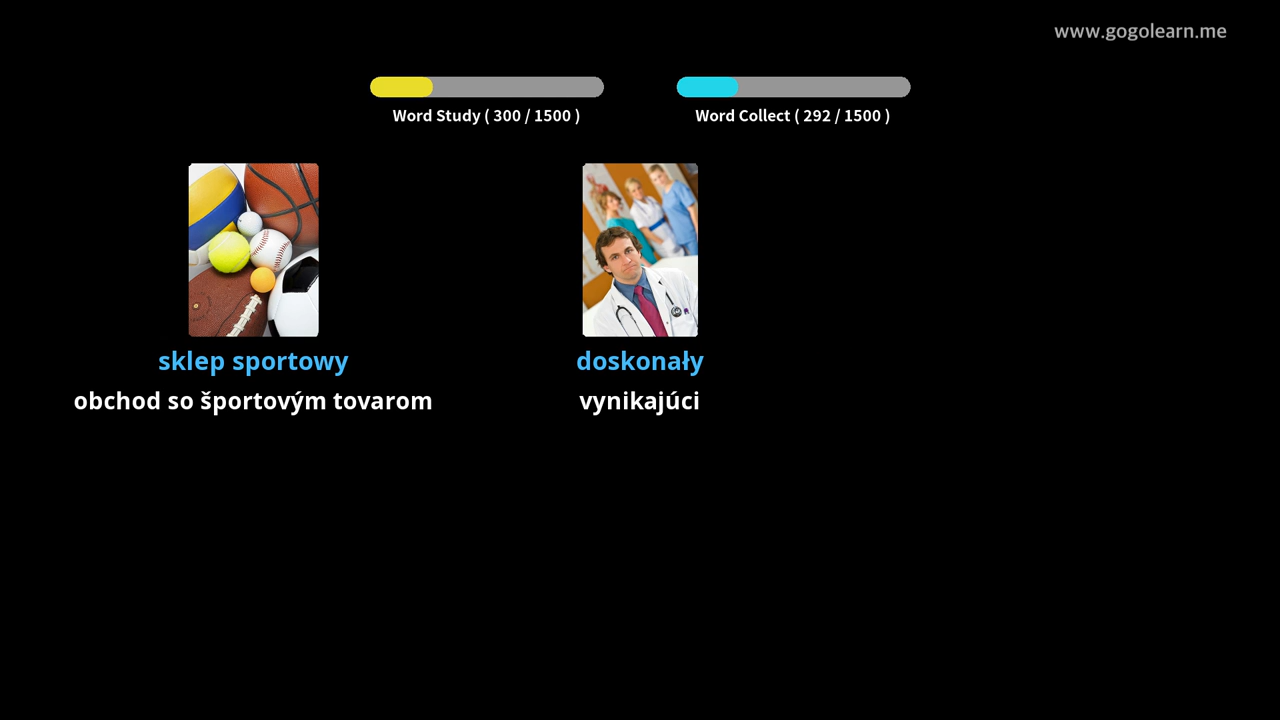 www.gogolearn.me
Word Study ( 300 / 1500 )
Word Collect ( 292 / 1500 )
sklep sportowy
doskonały
obchod so športovým tovarom
vynikajúci